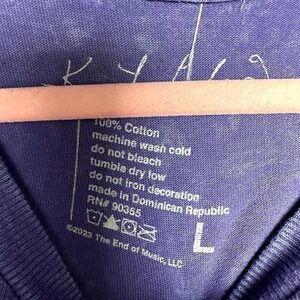 100% Cotton
machine wash cold
do not bleach
tumble dry low
do not iron decoration
made in Dominican Republic
RN# 90355
©2023 The End of Music, LLC
L